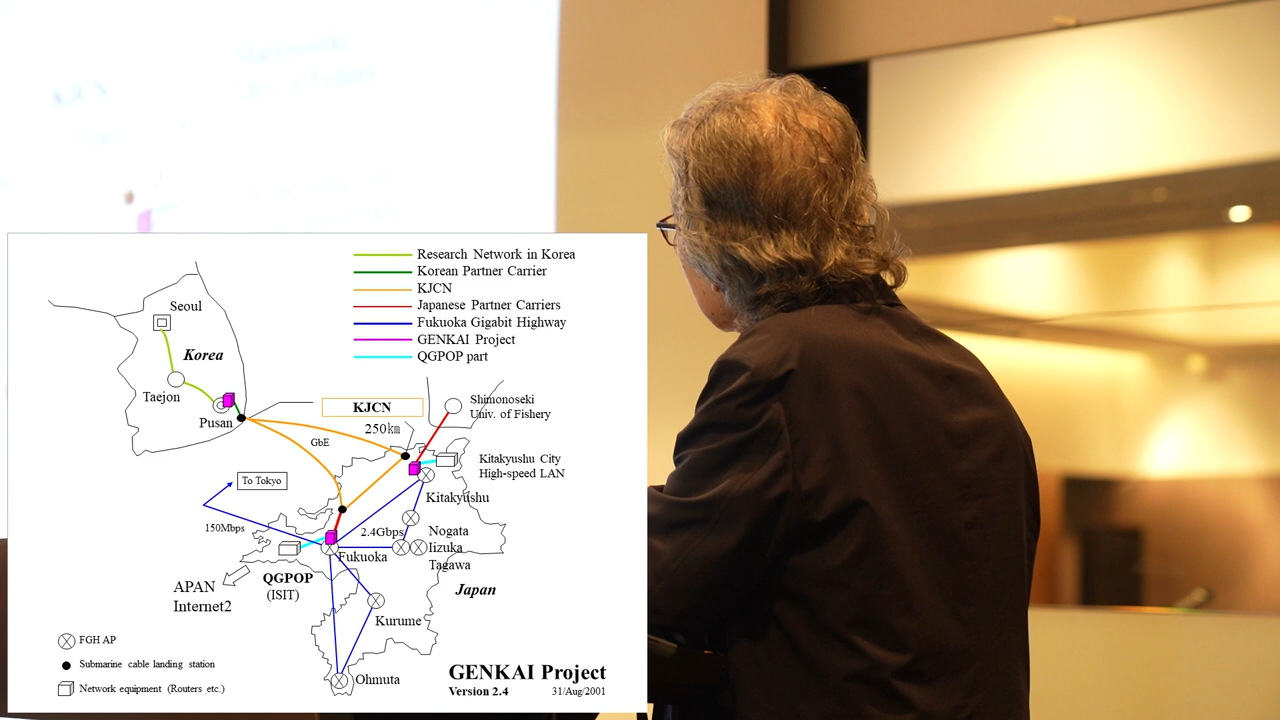 Research Network in Korea
Korean Partner Carrier
KJCN
Japanese Partner Carriers
Fukuoka Gigabit Highway
GENKAI Project
QGPOP part
Seoul
Korea
Taejon
Pusan
KJCN
250㎞
GbE
Shimonoseki
Univ. of Fishery
Kitakyushu City
High-speed LAN
Kitakyushu
To Tokyo
150Mbps
2.4Gbps
Nogata
Iizuka
Tagawa
Fukuoka
QGPOP
(ISIT)
APAN
Internet2
Japan
Kurume
Ohmuta
FGH AP
Submarine cable landing station
Network equipment (Routers etc.)
GENKAI Project
Version 2.4
31/Aug/2001